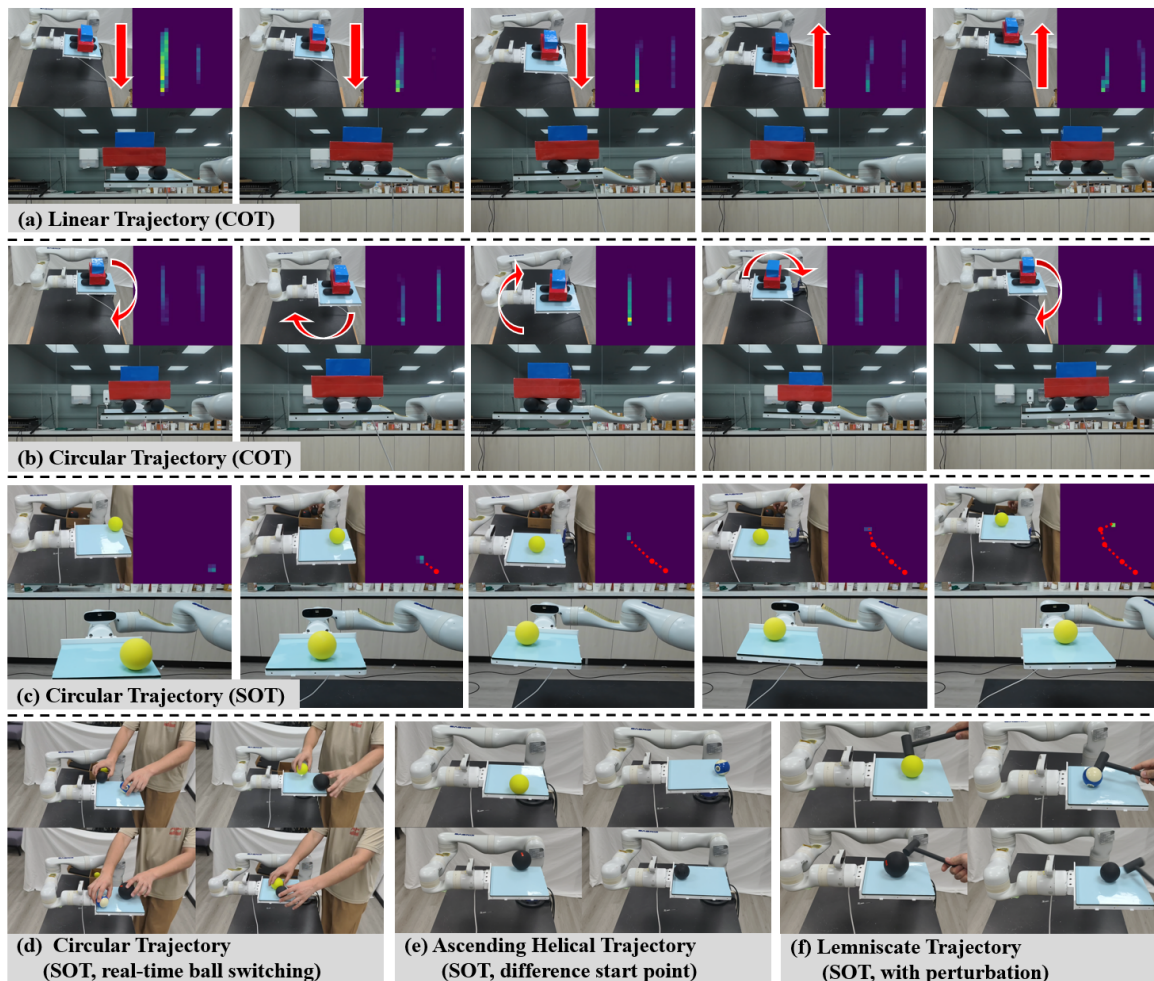 (a) Linear Trajectory (COT)
(b) Circular Trajectory (COT)
(c) Circular Trajectory (SOT)
(d) Circular Trajectory
(SOT, real-time ball switching)
(e) Ascending Helical Trajectory
(SOT, difference start point)
(f) Lemniscate Trajectory
(SOT, with perturbation)